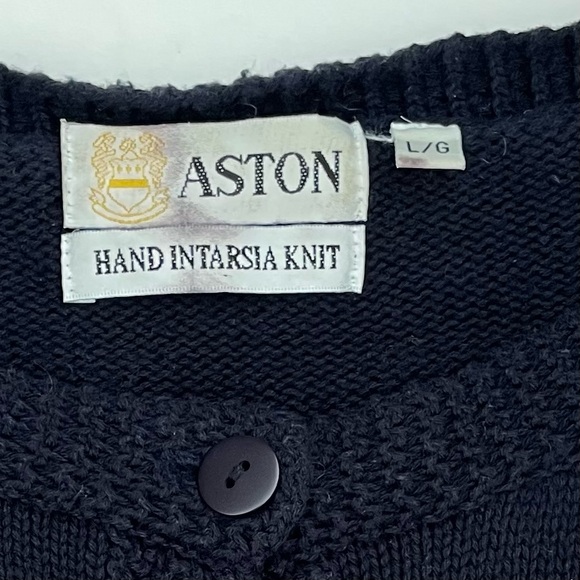 ASTON
L/G
HAND INTARSIA KNIT